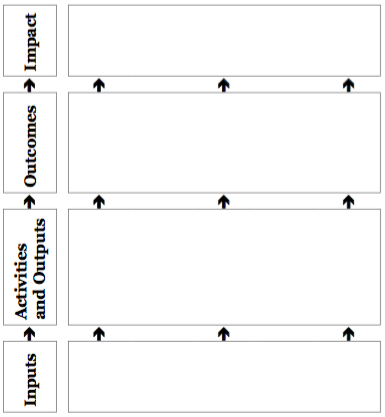 Impact
Outcomes
Activities
and Outputs
Inputs